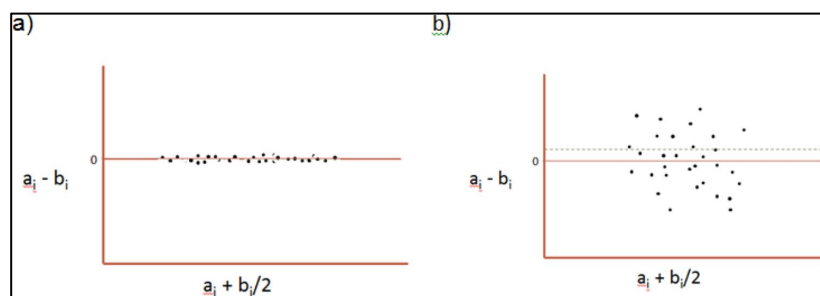 a)
0
aᵢ - bᵢ
aᵢ + bᵢ/2
b)
0
aᵢ - bᵢ
aᵢ + bᵢ/2